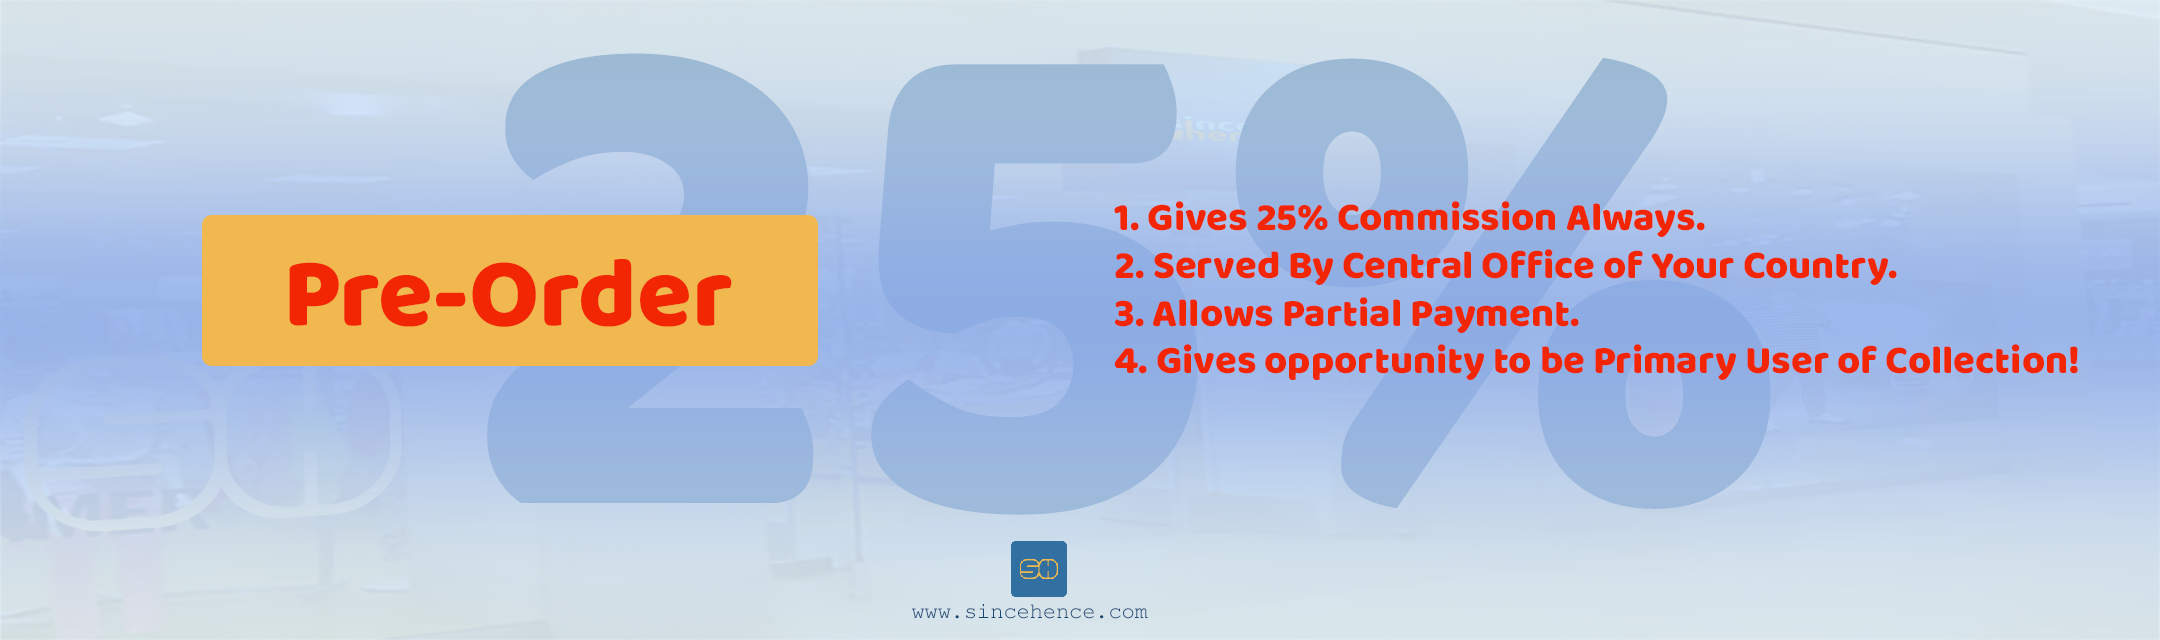 25%
Pre-Order
1. Gives 25% Commission Always.
2. Served By Central Office of Your Country.
3. Allows Partial Payment.
4. Gives opportunity to be Primary User of Collection!
SH
www.sincehence.com